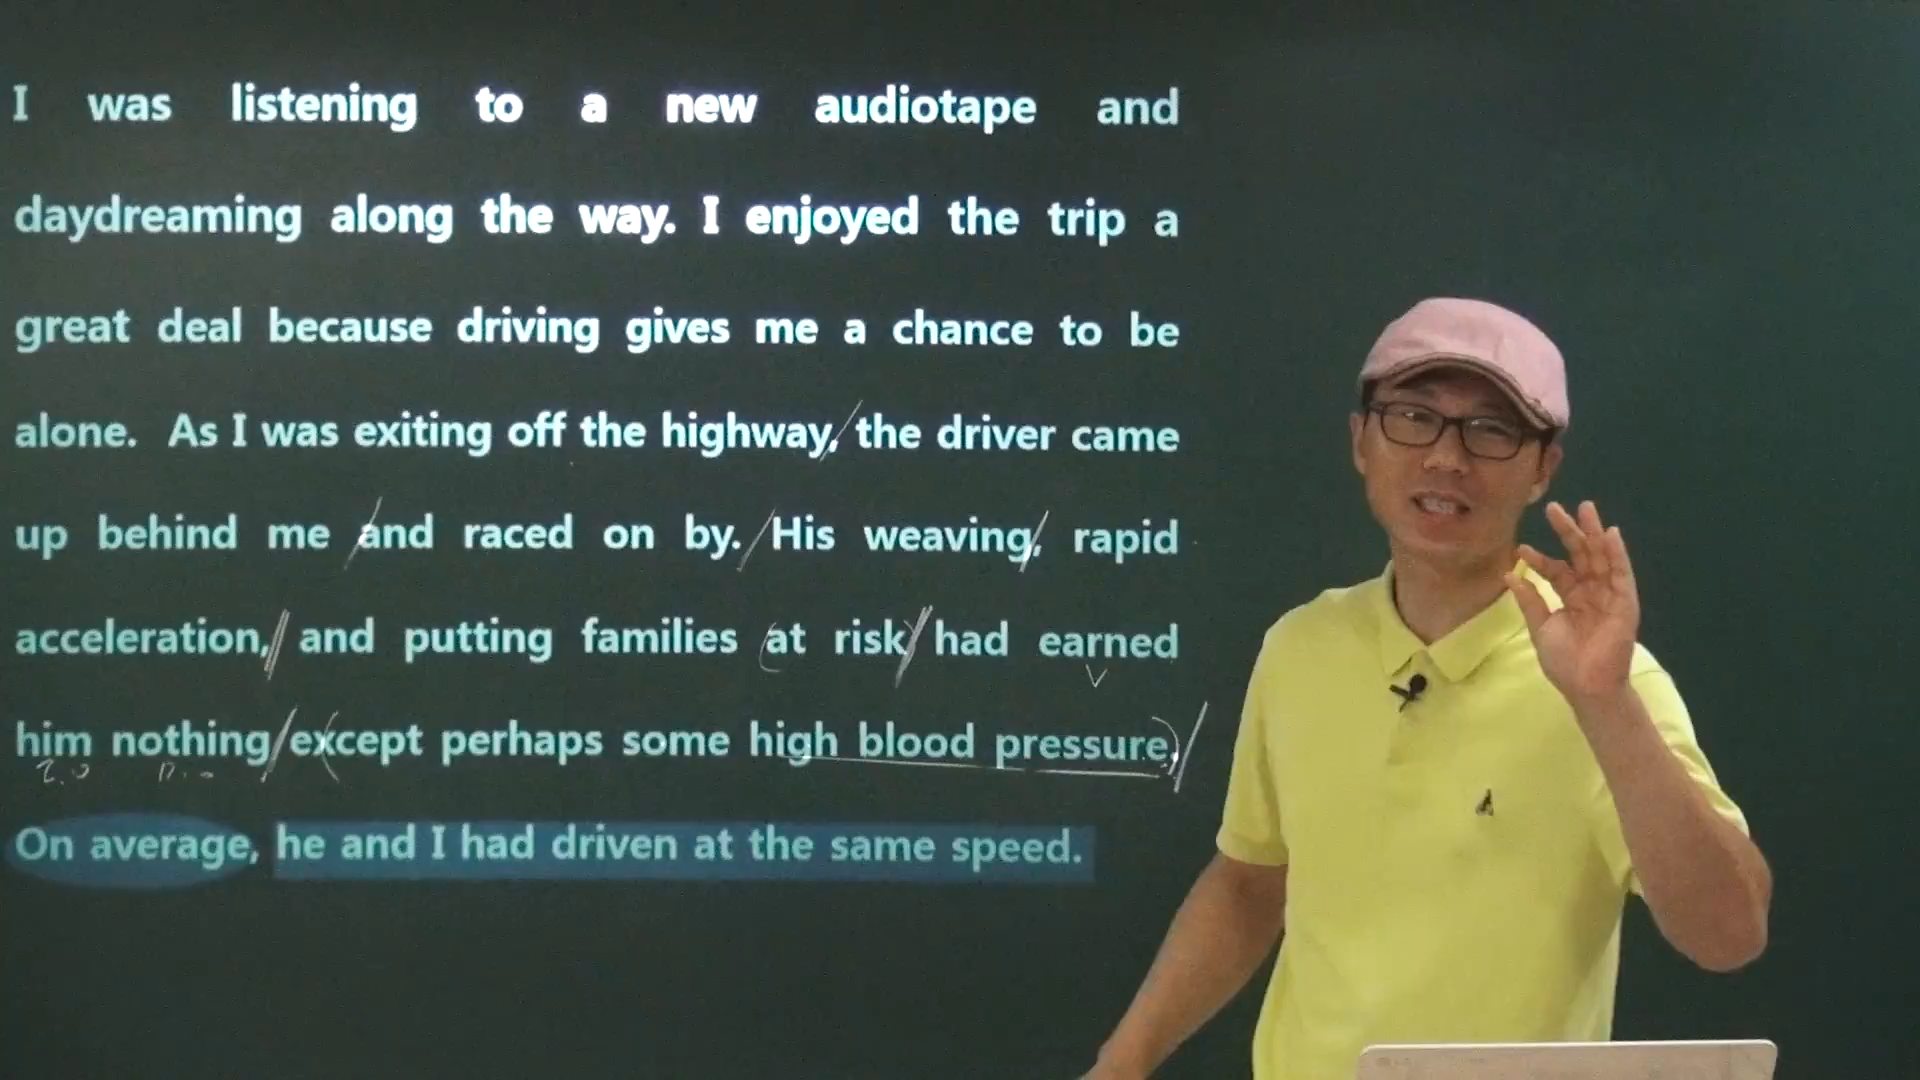 I was listening to a new audiotape and
daydreaming along the way. I enjoyed the trip a
great deal because driving gives me a chance to be
alone. As I was exiting off the highway, the driver came
up behind me and raced on by. His weaving, rapid
acceleration, and putting families at risk had earned
him nothing except perhaps some high blood pressure.
On average, he and I had driven at the same speed.